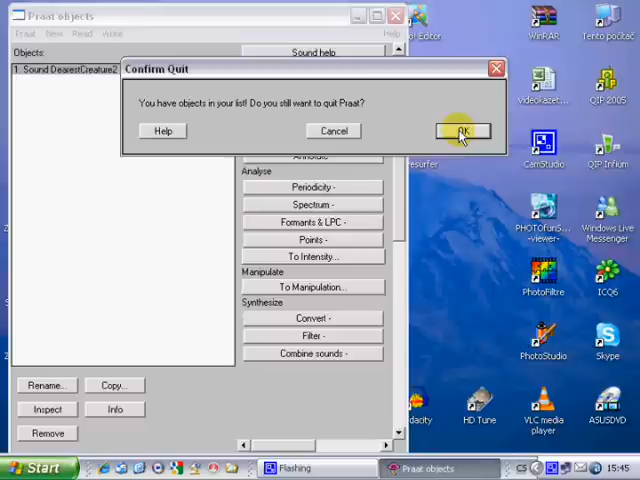 Praat objects
Praat New Read Write Help
Objects:
Sound help
1. Sound DearestCreature2
Confirm Quit
You have objects in your list! Do you still want to quit Praat?
Help Cancel OK
Annotate
Analyse
Periodicity -
Spectrum -
Formants & LPC -
Points -
To Intensity...
Manipulate
To Manipulation...
Synthesize
Convert -
Filter -
Combine sounds -
Rename... Copy...
Inspect Info
Remove
Editor
WinRAR
Tento počítač
videokazet...
QIP 2005
CamStudio
QIP Infium
PHOTOfunS...
-viewer-
Windows Live
Messenger
PhotoFiltre
ICQ6
PhotoStudio
Skype
HD Tune
VLC media
player
ASUSDVD
Start
Flashing
Praat objects
CS
15:45